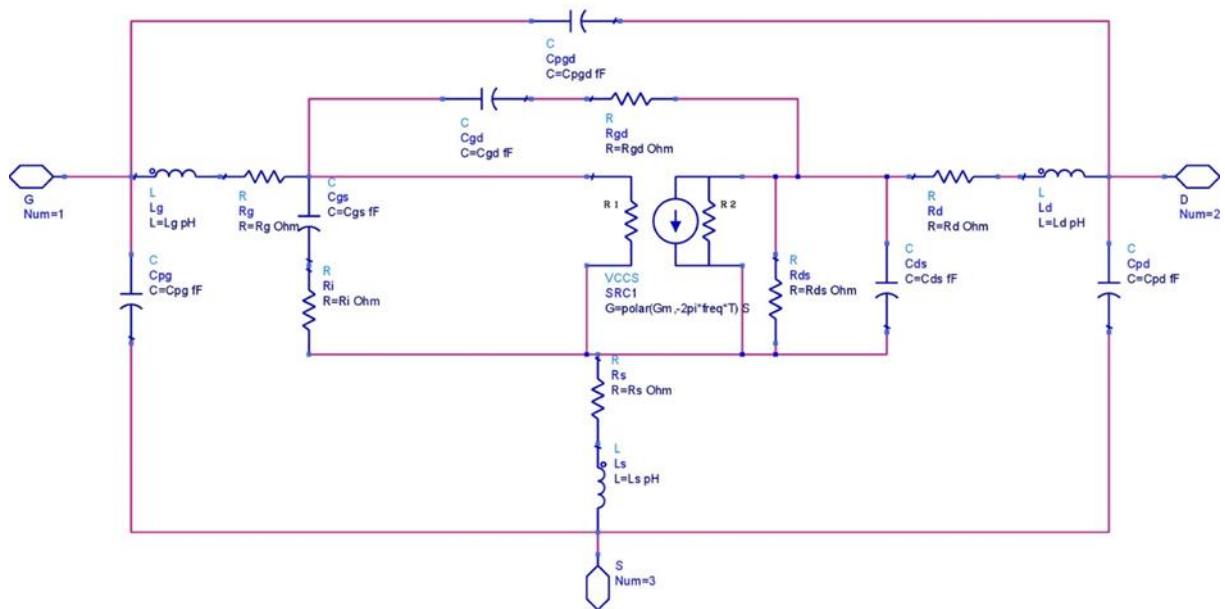 C
Cpgd
C=Cpgd fF
C
Cgd
C=Cgd fF
R
Rgd
R=Rgd Ohm
G
Num=1
L
Lg
L=Lg pH
R
Rg
R=Rg Ohm
C
Cgs
C=Cgs fF
R
Ri
R=Ri Ohm
C
Cpg
C=Cpg fF
R 1
R 2
VCCS
SRC1
G=polar(Gm,-2pi*freq*T) S
R
Rds
R=Rds Ohm
C
Cds
C=Cds fF
R
Rd
R=Rd Ohm
L
Ld
L=Ld pH
D
Num=2
C
Cpd
C=Cpd fF
R
Rs
R=Rs Ohm
L
Ls
L=Ls pH
S
Num=3